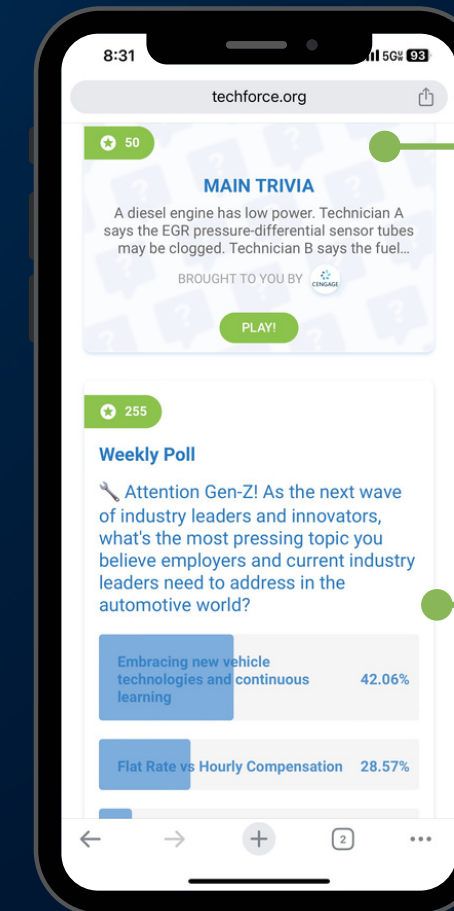 8:31
5G 93
techforce.org
50
MAIN TRIVIA
A diesel engine has low power. Technician A
says the EGR pressure-differential sensor tubes
may be clogged. Technician B says the fuel...
BROUGHT TO YOU BY CENGAGE
PLAY!
255
Weekly Poll
🔧 Attention Gen-Z! As the next wave
of industry leaders and innovators,
what's the most pressing topic you
believe employers and current industry
leaders need to address in the
automotive world?
Embracing new vehicle
technologies and continuous 42.06%
learning
Flat Rate vs Hourly Compensation 28.57%
2